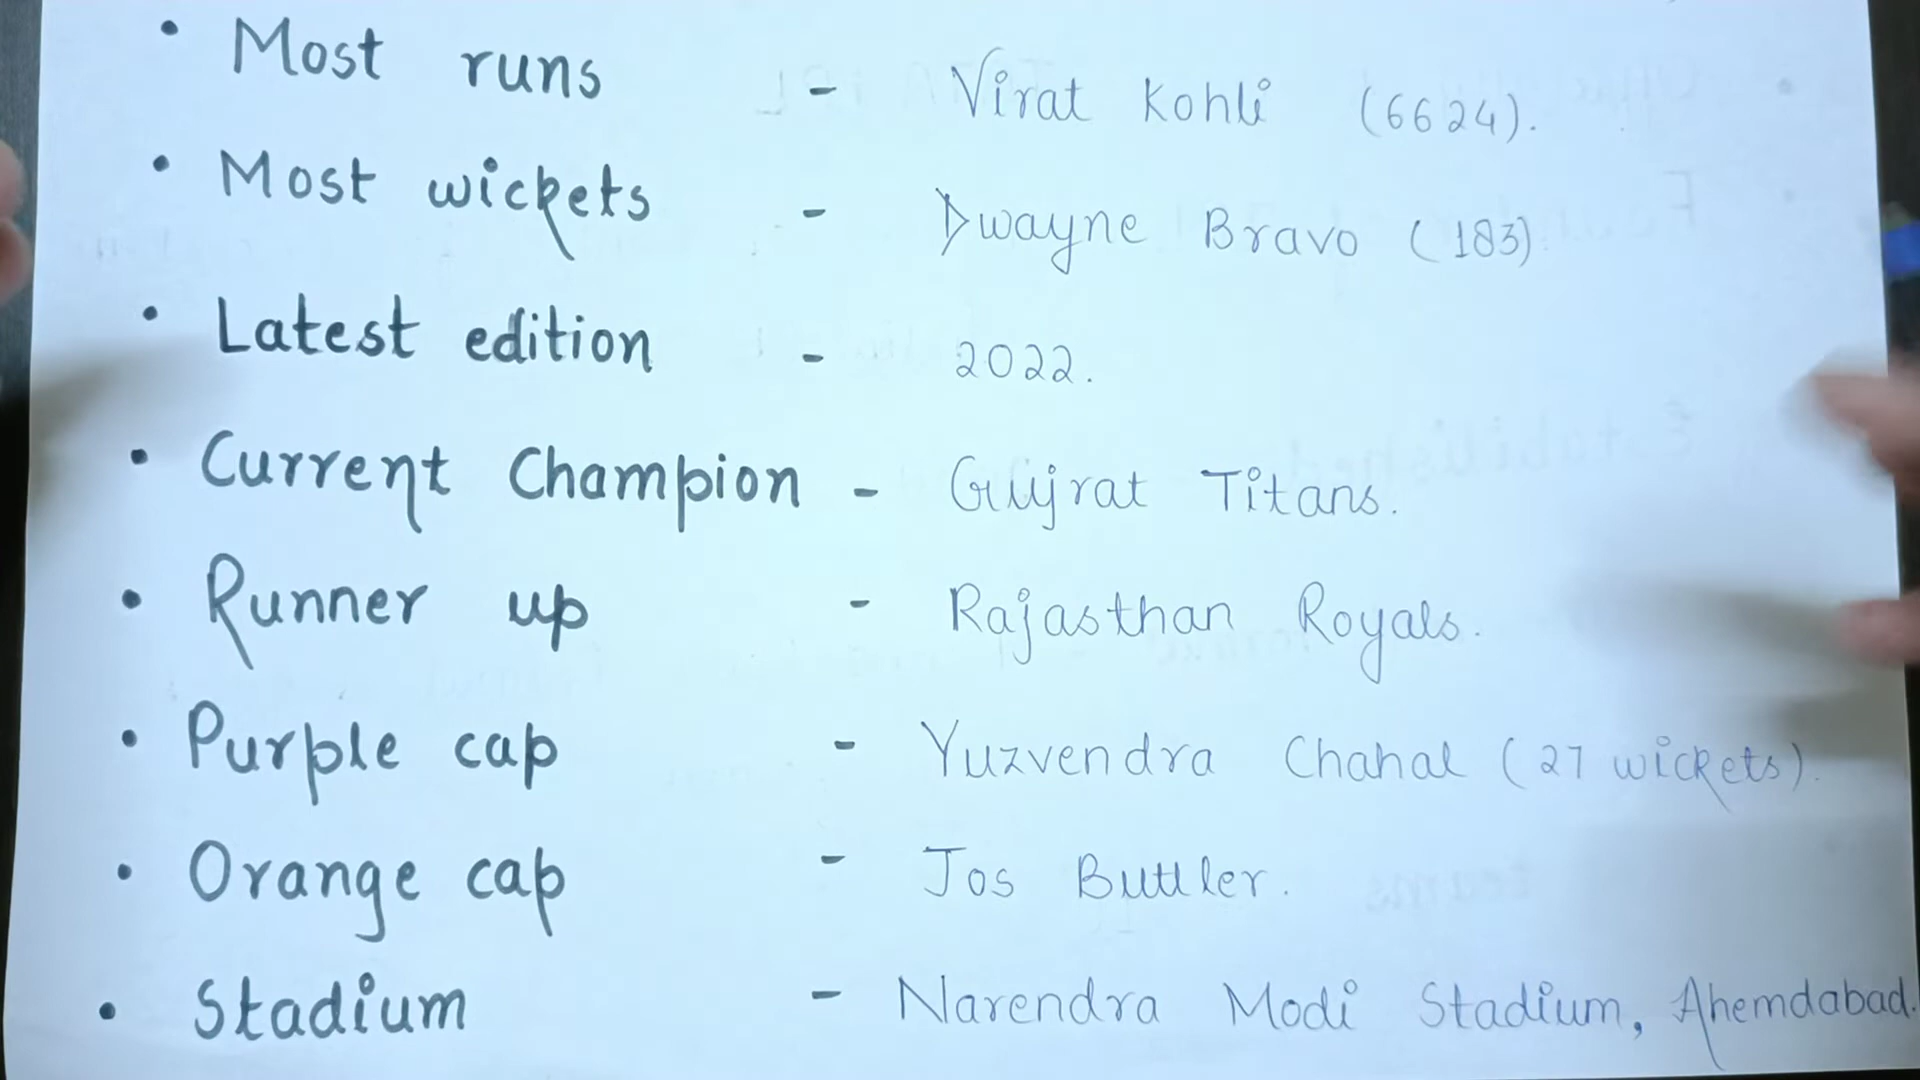 • Most runs - Virat Kohli (6624).
• Most wickets - Dwayne Bravo (183)
• Latest edition - 2022.
• Current Champion - Gujrat Titans.
• Runner up - Rajasthan Royals.
• Purple cap - Yuzvendra Chahal (27 wickets).
• Orange cap - Jos Buttler.
• Stadium - Narendra Modi Stadium, Ahemdabad.